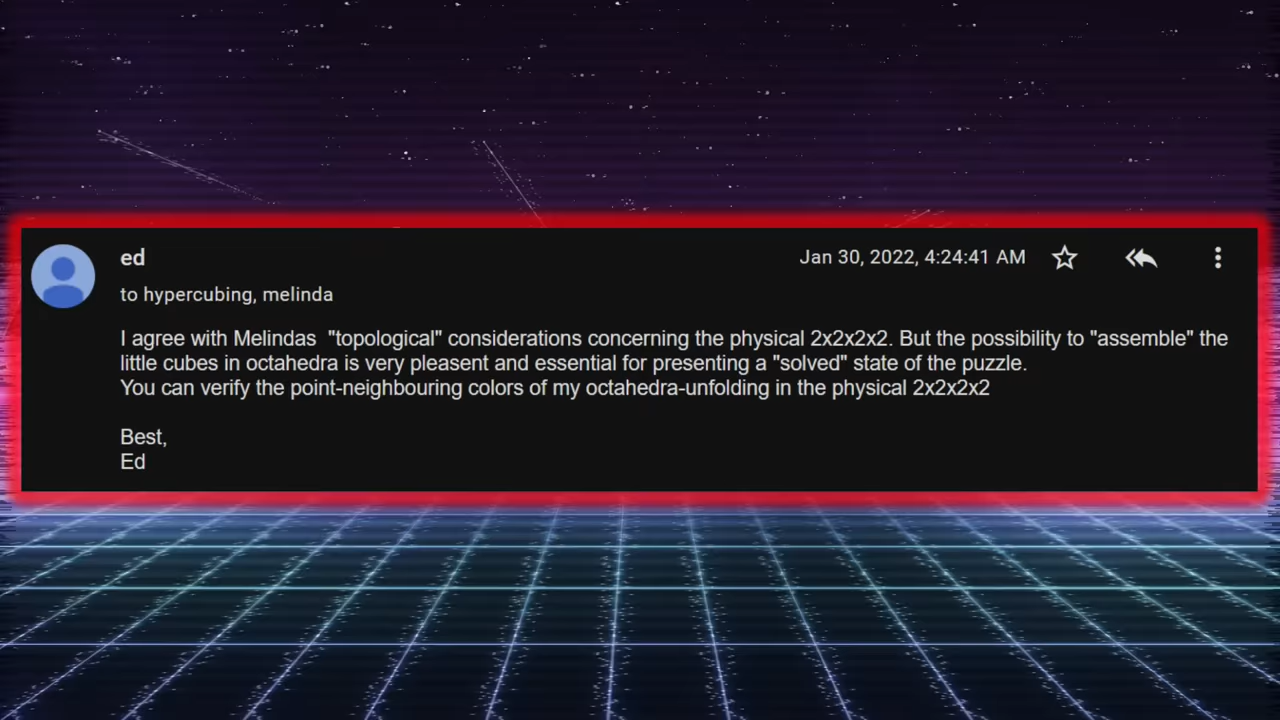 ed
Jan 30, 2022, 4:24:41 AM
to hypercubing, melinda
I agree with Melindas  "topological" considerations concerning the physical 2x2x2x2. But the possibility to "assemble" the
little cubes in octahedra is very pleasent and essential for presenting a "solved" state of the puzzle.
You can verify the point-neighbouring colors of my octahedra-unfolding in the physical 2x2x2x2
Best,
Ed